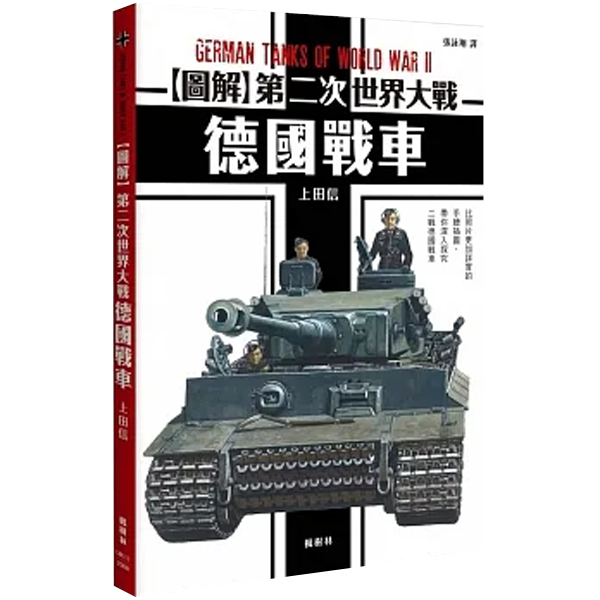 GERMAN TANKS OF WORLD WAR II
張詠翔 譯
【圖解】第二次世界大戰
德國戰車
上田信
比照片更加詳實的
手繪插圖，
帶你深入探究
二戰德國戰車
楓樹林
【圖解】第二次世界大戰 德國戰車
上田信
楓樹林